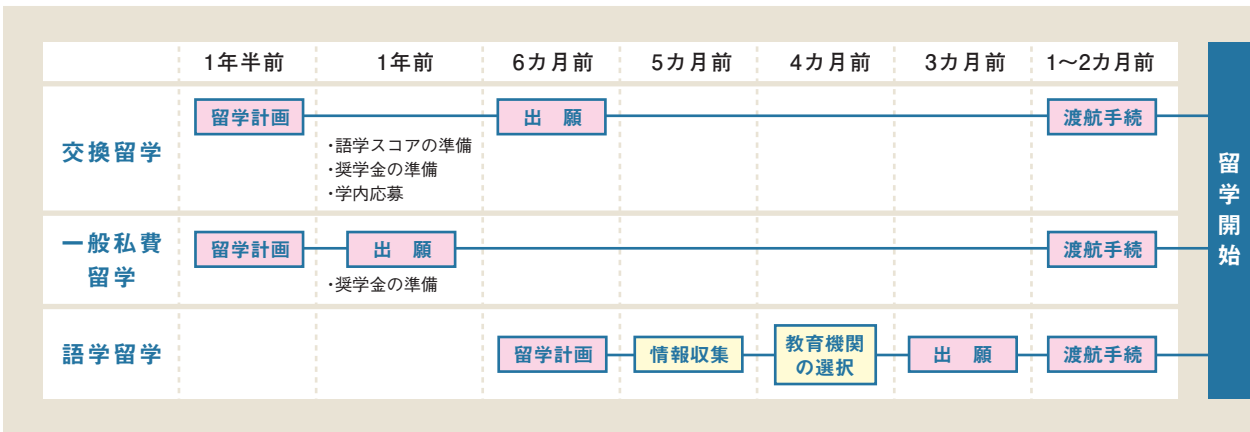 1年半前 1年前 6カ月前 5カ月前 4カ月前 3カ月前 1〜2カ月前
交換留学
留学計画 出 願 渡航手続
・語学スコアの準備
・奨学金の準備
・学内応募
一般私費
留学
留学計画 出 願 渡航手続
・奨学金の準備
語学留学
留学計画 情報収集 教育機関
の選択 出 願 渡航手続
留学開始